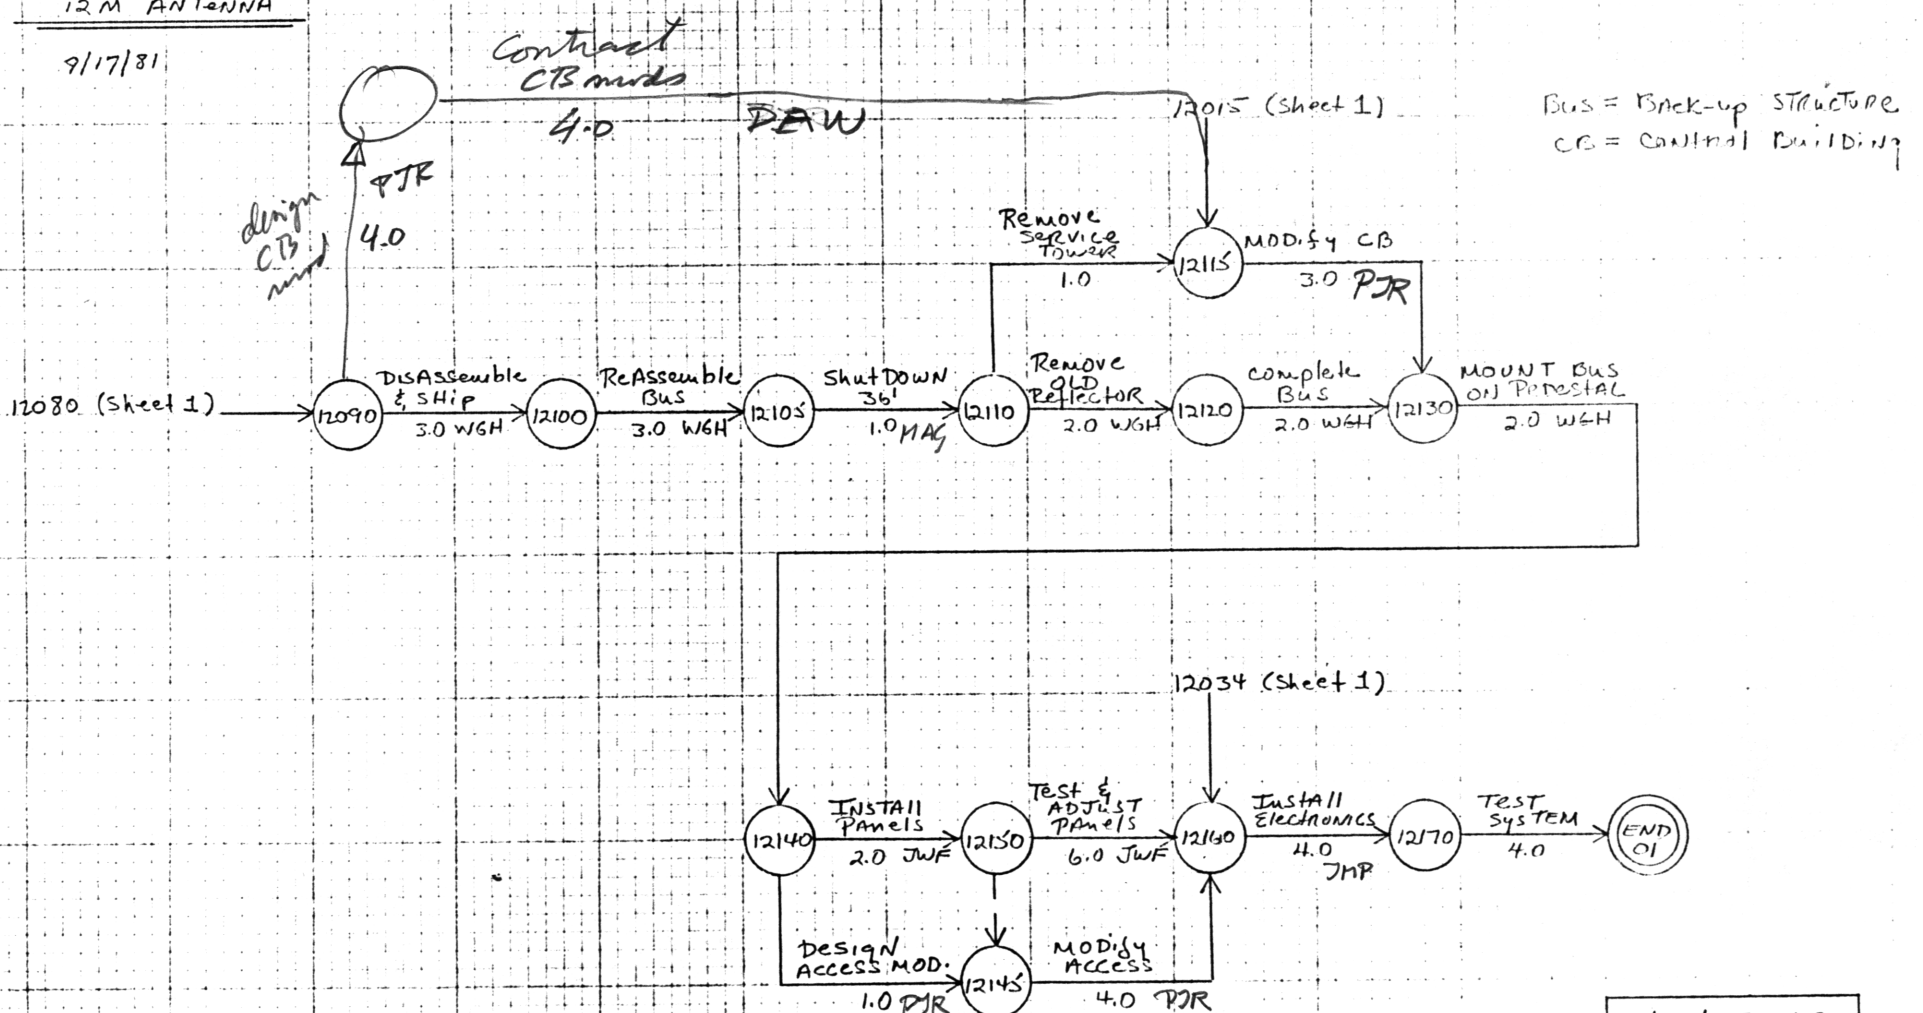 12 M ANTENNA
9/17/81
Contract
CB mods
4.0 DAW
12015 (Sheet 1)
Bus = Back-up Structure
CB = Control Building
PJR
design
CB
mod
4.0
Remove
Service
Tower
1.0
12115
Modify CB
3.0 PJR
12080 (Sheet 1)
12090
DisAssemble
& Ship
3.0 WGH
12100
ReAssemble
Bus
3.0 WGH
12105
ShutDown
36'
1.0 MAG
12110
Remove
OLD
Reflector
2.0 WGH
12120
Complete
Bus
2.0 WGH
12130
MOUNT BUS
ON PEDESTAL
2.0 WGH
12034 (Sheet 1)
12140
INSTALL
PANels
2.0 JWF
12150
Test &
ADJUST
PAnels
6.0 JWF
12160
Install
Electronics
4.0
JMP
12170
TEST
SYSTEM
4.0
END
01
DESIGN
ACCESS MOD.
1.0 PJR
12145
MODify
ACCESS
4.0 PJR